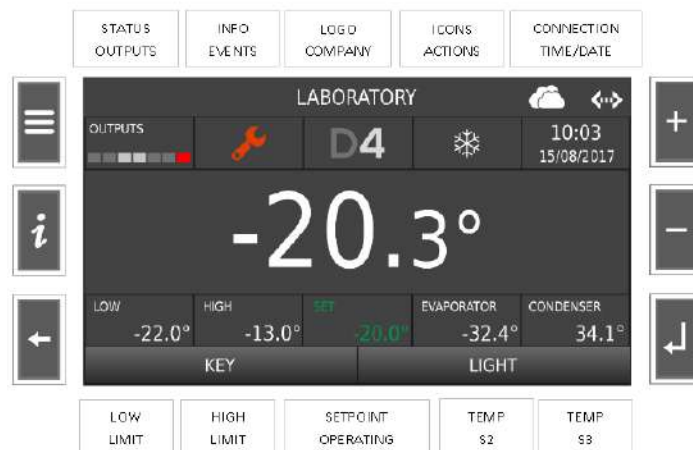 STATUS
OUTPUTS
INFO
EVENTS
LOGO
COMPANY
ICONS
ACTIONS
CONNECTION
TIME/DATE
LABORATORY
OUTPUTS
D4
10:03
15/08/2017
i
+
-
-20.3°
LOW
-22.0°
HIGH
-13.0°
SET
-20.0°
EVAPORATOR
-32.4°
CONDENSER
34.1°
KEY
LIGHT
LOW
LIMIT
HIGH
LIMIT
SETPOINT
OPERATING
TEMP
S2
TEMP
S3